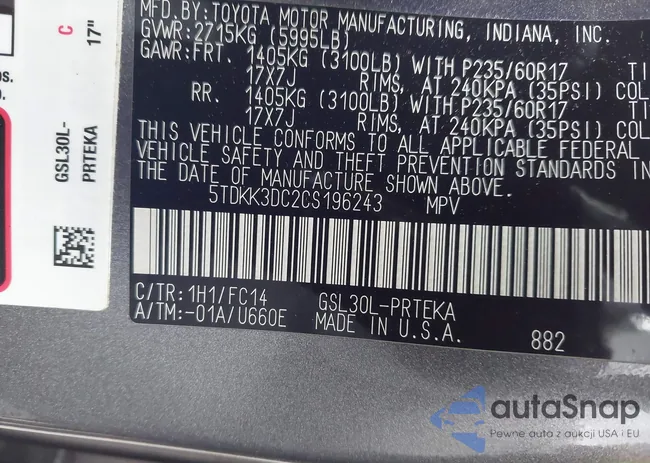 MFD.BY:TOYOTA MOTOR MANUFACTURING, INDIANA, INC.
GVWR:2715KG (5995LB)
GAWR:FRT. 1405KG (3100LB) WITH P235/60R17
17X7J RIMS, AT 240KPA (35PSI) COL
RR. 1405KG (3100LB) WITH P235/60R17
17X7J RIMS, AT 240KPA (35PSI) COL
THIS VEHICLE CONFORMS TO ALL APPLICABLE FEDERAL
VEHICLE SAFETY AND THEFT PREVENTION STANDARDS IN
THE DATE OF MANUFACTURE SHOWN ABOVE.
5TDKK3DC2CS196243 MPV
C/TR:1H1/FC14 GSL30L-PRTEKA
A/TM:-01A/U660E MADE IN U.S.A. 882
C 17"
GSL30L-
PRTEKA
autaSnap
Pewne auta z aukcji USA i EU